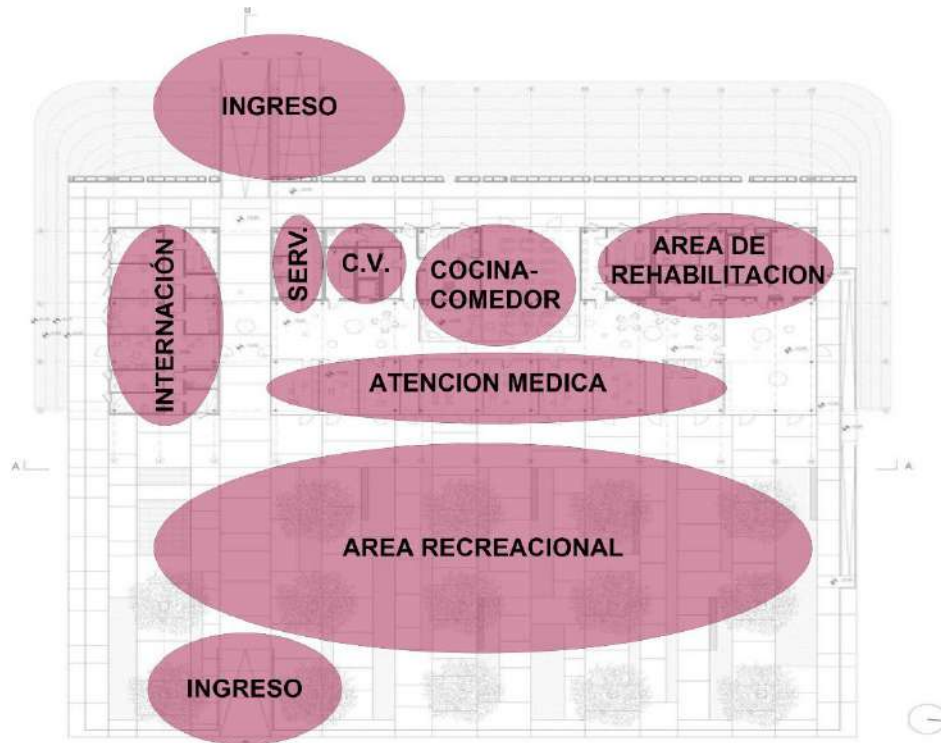 INGRESO
INTERNACIÓN
SERV.
C.V.
COCINA-
COMEDOR
AREA DE
REHABILITACION
ATENCION MEDICA
A
A
AREA RECREACIONAL
INGRESO